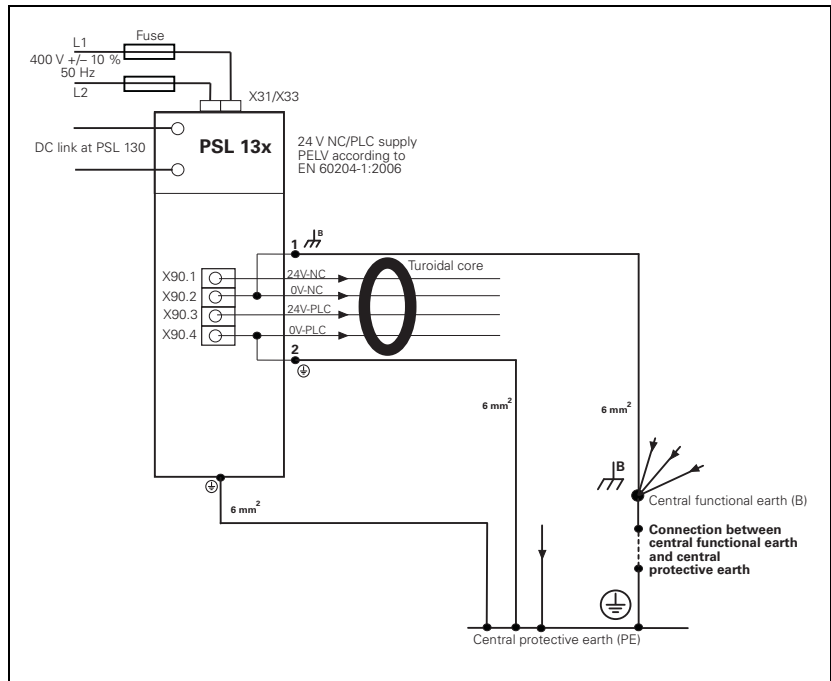 L1
Fuse
400 V +/– 10 %
50 Hz
L2
X31/X33
DC link at PSL 130
PSL 13x
24 V NC/PLC supply
PELV according to
EN 60204-1:2006
1
B
Turoidal core
X90.1
24V-NC
X90.2
0V-NC
X90.3
24V-PLC
X90.4
0V-PLC
2
6 mm²
6 mm²
B
Central functional earth (B)
6 mm²
Connection between
central functional earth
and central
protective earth
Central protective earth (PE)